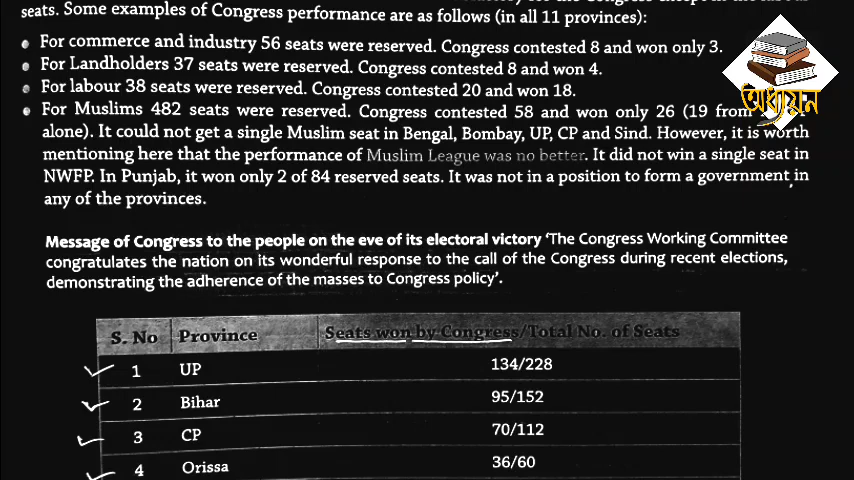 seats. Some examples of Congress performance are as follows (in all 11 provinces):
For commerce and industry 56 seats were reserved. Congress contested 8 and won only 3.
For Landholders 37 seats were reserved. Congress contested 8 and won 4.
For labour 38 seats were reserved. Congress contested 20 and won 18.
For Muslims 482 seats were reserved. Congress contested 58 and won only 26 (19 from
alone). It could not get a single Muslim seat in Bengal, Bombay, UP, CP and Sind. However, it is worth
mentioning here that the performance of Muslim League was no better. It did not win a single seat in
NWFP. In Punjab, it won only 2 of 84 reserved seats. It was not in a position to form a government in
any of the provinces.
Message of Congress to the people on the eve of its electoral victory ‘The Congress Working Committee
congratulates the nation on its wonderful response to the call of the Congress during recent elections,
demonstrating the adherence of the masses to Congress policy’.
S. No Province Seats won by Congress/Total No. of Seats
1 UP 134/228
2 Bihar 95/152
3 CP 70/112
4 Orissa 36/60
অধ্যয়ন